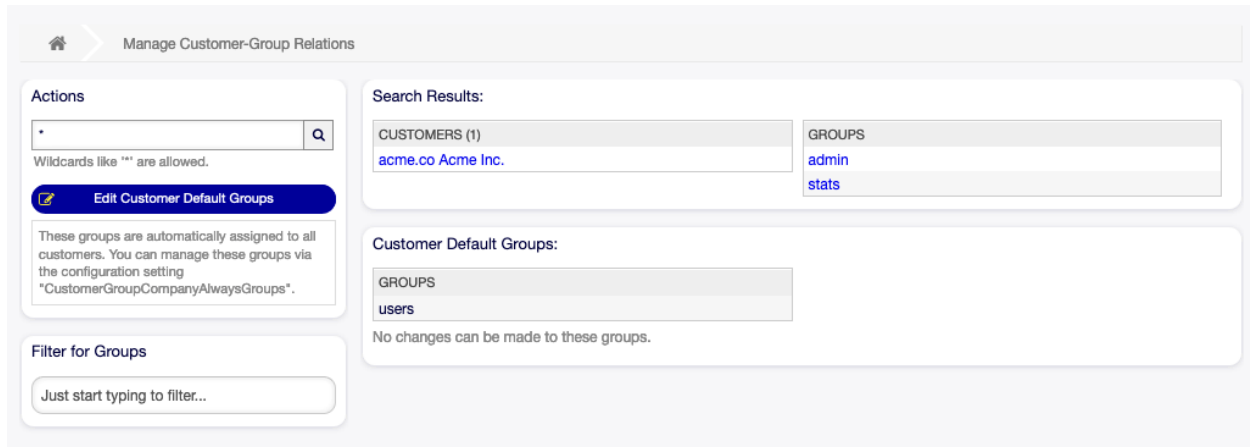 Manage Customer-Group Relations
Actions
*
Wildcards like '*' are allowed.
Edit Customer Default Groups
These groups are automatically assigned to all
customers. You can manage these groups via
the configuration setting
"CustomerGroupCompanyAlwaysGroups".
Filter for Groups
Just start typing to filter...
Search Results:
CUSTOMERS (1)
acme.co Acme Inc.
GROUPS
admin
stats
Customer Default Groups:
GROUPS
users
No changes can be made to these groups.